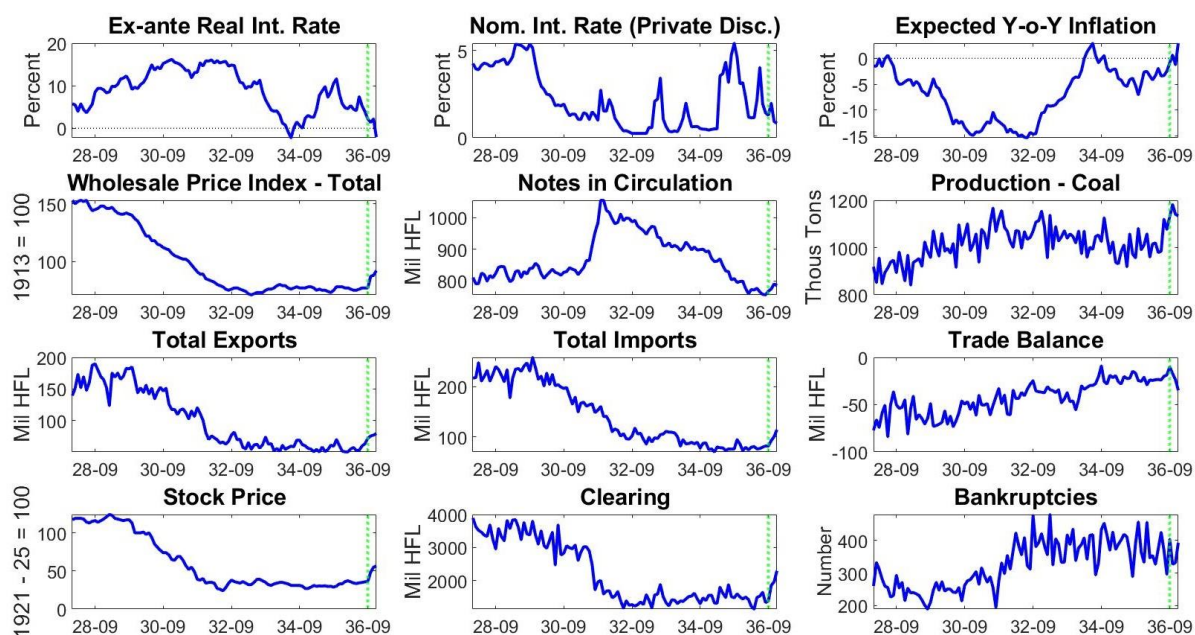 Ex-ante Real Int. Rate
Percent
20
10
0
28-09 30-09 32-09 34-09 36-09
Nom. Int. Rate (Private Disc.)
Percent
5
0
28-09 30-09 32-09 34-09 36-09
Expected Y-o-Y Inflation
Percent
0
-5
-10
-15
28-09 30-09 32-09 34-09 36-09
Wholesale Price Index - Total
1913 = 100
150
100
28-09 30-09 32-09 34-09 36-09
Notes in Circulation
Mil HFL
1000
900
800
28-09 30-09 32-09 34-09 36-09
Production - Coal
Thous Tons
1200
1000
800
28-09 30-09 32-09 34-09 36-09
Total Exports
Mil HFL
200
150
100
28-09 30-09 32-09 34-09 36-09
Total Imports
Mil HFL
200
100
28-09 30-09 32-09 34-09 36-09
Trade Balance
Mil HFL
0
-50
-100
28-09 30-09 32-09 34-09 36-09
Stock Price
1921 - 25 = 100
100
50
0
28-09 30-09 32-09 34-09 36-09
Clearing
Mil HFL
4000
3000
2000
28-09 30-09 32-09 34-09 36-09
Bankruptcies
Number
400
300
200
28-09 30-09 32-09 34-09 36-09